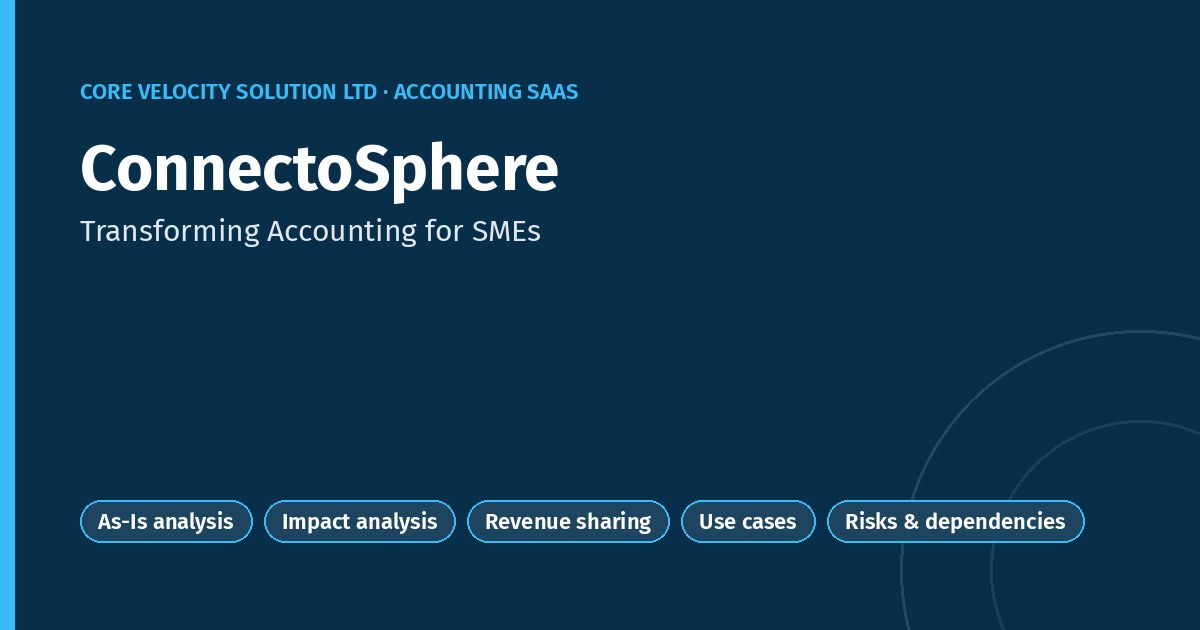 CORE VELOCITY SOLUTION LTD · ACCOUNTING SAAS
ConnectoSphere
Transforming Accounting for SMEs
As-Is analysis Impact analysis Revenue sharing Use cases Risks & dependencies